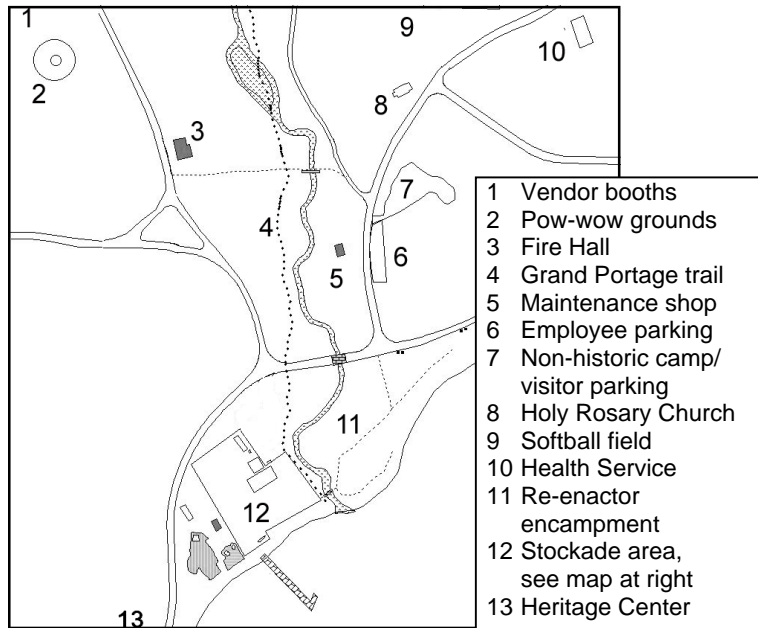 1
9
10
2
8
3
7
4
6
5
11
12
13
1 Vendor booths
2 Pow-wow grounds
3 Fire Hall
4 Grand Portage trail
5 Maintenance shop
6 Employee parking
7 Non-historic camp/
visitor parking
8 Holy Rosary Church
9 Softball field
10 Health Service
11 Re-enactor
encampment
12 Stockade area,
see map at right
13 Heritage Center